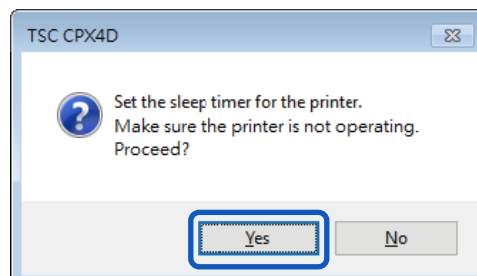 TSC CPX4D
Set the sleep timer for the printer.
Make sure the printer is not operating.
Proceed?
Yes
No